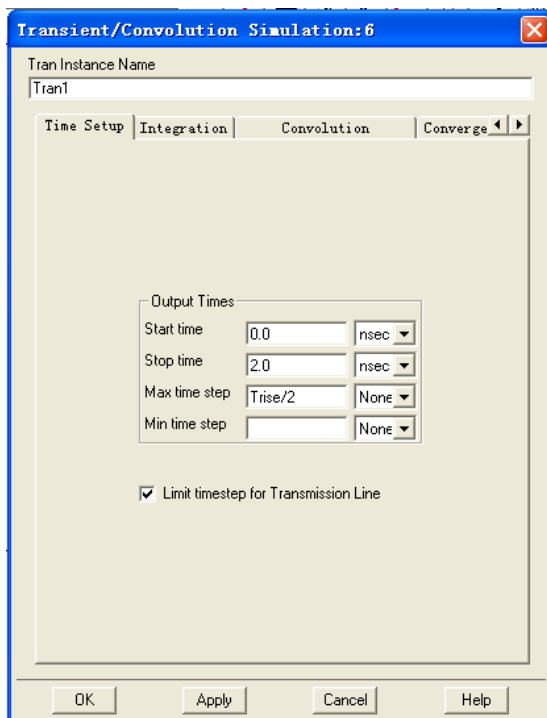 Transient/Convolution Simulation:6
Tran Instance Name
Tran1
Time Setup Integration Convolution Converge
Output Times
Start time 0.0 nsec
Stop time 2.0 nsec
Max time step Trise/2 None
Min time step None
Limit timestep for Transmission Line
OK Apply Cancel Help